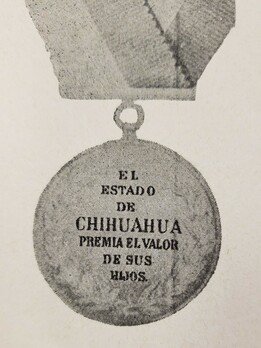 EL
ESTADO
DE
CHIHUAHUA
PREMIA EL VALOR
DE SUS
HIJOS.